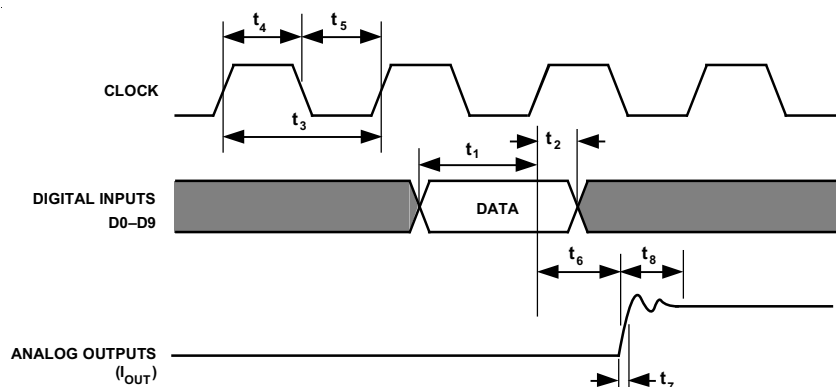 t4
t5
CLOCK
t3
t1
t2
DIGITAL INPUTS
D0–D9
DATA
t6
t8
ANALOG OUTPUTS
(IOUT)
t7